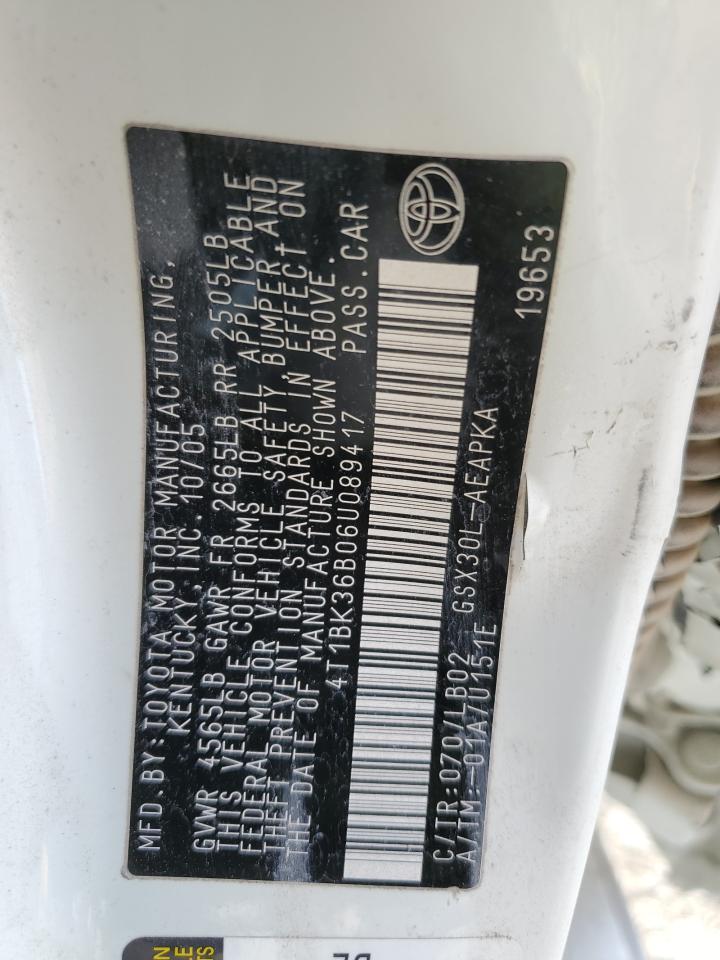 MFD.BY:TOYOTA MOTOR MANUFACTURING,
KENTUCKY,INC. 10/05
GVWR 4565LB GAWR FR 2665LB RR 2505LB
THIS VEHICLE CONFORMS TO ALL APPLICABLE
FEDERAL MOTOR VEHICLE SAFETY, BUMPER, AND
THEFT PREVENTION STANDARDS IN EFFECT ON
THE DATE OF MANUFACTURE SHOWN ABOVE.
4T1BK36B06U089417 PASS.CAR
C/TR:070/LB02 GSX30L-AEAPKA
A/TM:-01A/U151E
19653